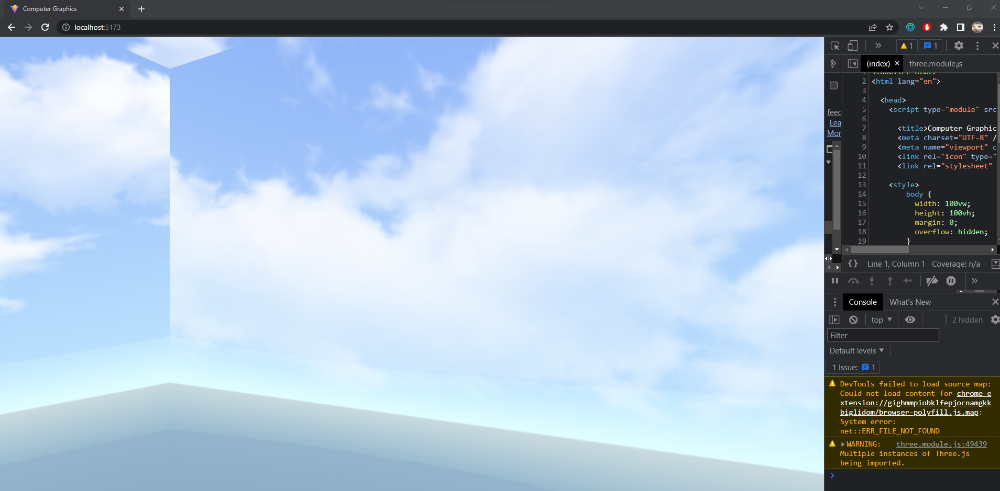 Computer Graphics
localhost:5173
1
1
(index)
three.module.js
feec
Lea
Mor
1 <!DOCTYPE html>
2 <html lang="en">
3
4 <head>
5 <script type="module" src
6
7 <title>Computer Graphic
8 <meta charset="UTF-8" /
9 <meta name="viewport" c
10 <link rel="icon" type="
11 <link rel="stylesheet"
12
13 <style>
14 body {
15 width: 100vw;
16 height: 100vh;
17 margin: 0;
18 overflow: hidden;
19 }
{} Line 1, Column 1 Coverage: n/a
Console What's New
top 2 hidden
Filter
Default levels
1 Issue: 1
DevTools failed to load source map:
Could not load content for chrome-e
xtension://gighmmpiobklfepjocnamgkk
biglidom/browser-polyfill.js.map:
System error:
net::ERR_FILE_NOT_FOUND
WARNING: three.module.js:49439
Multiple instances of Three.js
being imported.